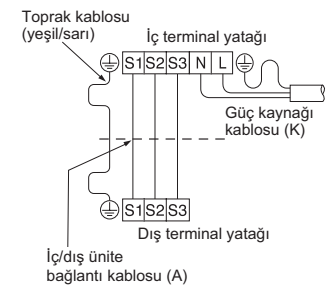 Toprak kablosu
(yeşil/sarı)
İç terminal yatağı
S1 S2 S3 N L
Güç kaynağı
kablosu (K)
S1 S2 S3
Dış terminal yatağı
İç/dış ünite
bağlantı kablosu (A)